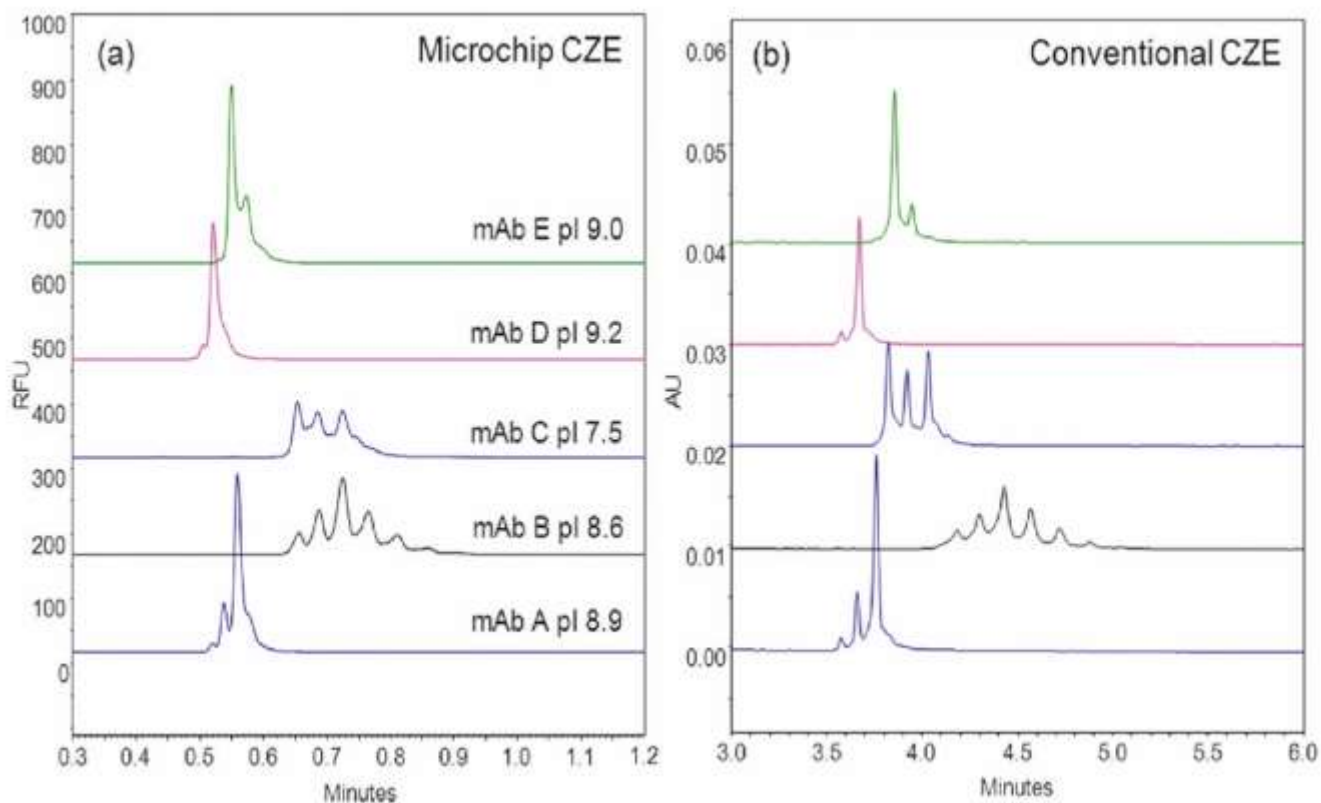 (a) Microchip CZE
1000
900
800
700
600
500
400
300
200
100
0
RFU
mAb E pI 9.0
mAb D pI 9.2
mAb C pI 7.5
mAb B pI 8.6
mAb A pI 8.9
0.3 0.5 0.6 0.7 0.8 0.9 1.0 1.2
Minutes
(b) Conventional CZE
0.06
0.05
0.04
0.03
0.02
0.01
0.00
AU
3.0 3.5 4.0 4.5 5.0 5.5 6.0
Minutes